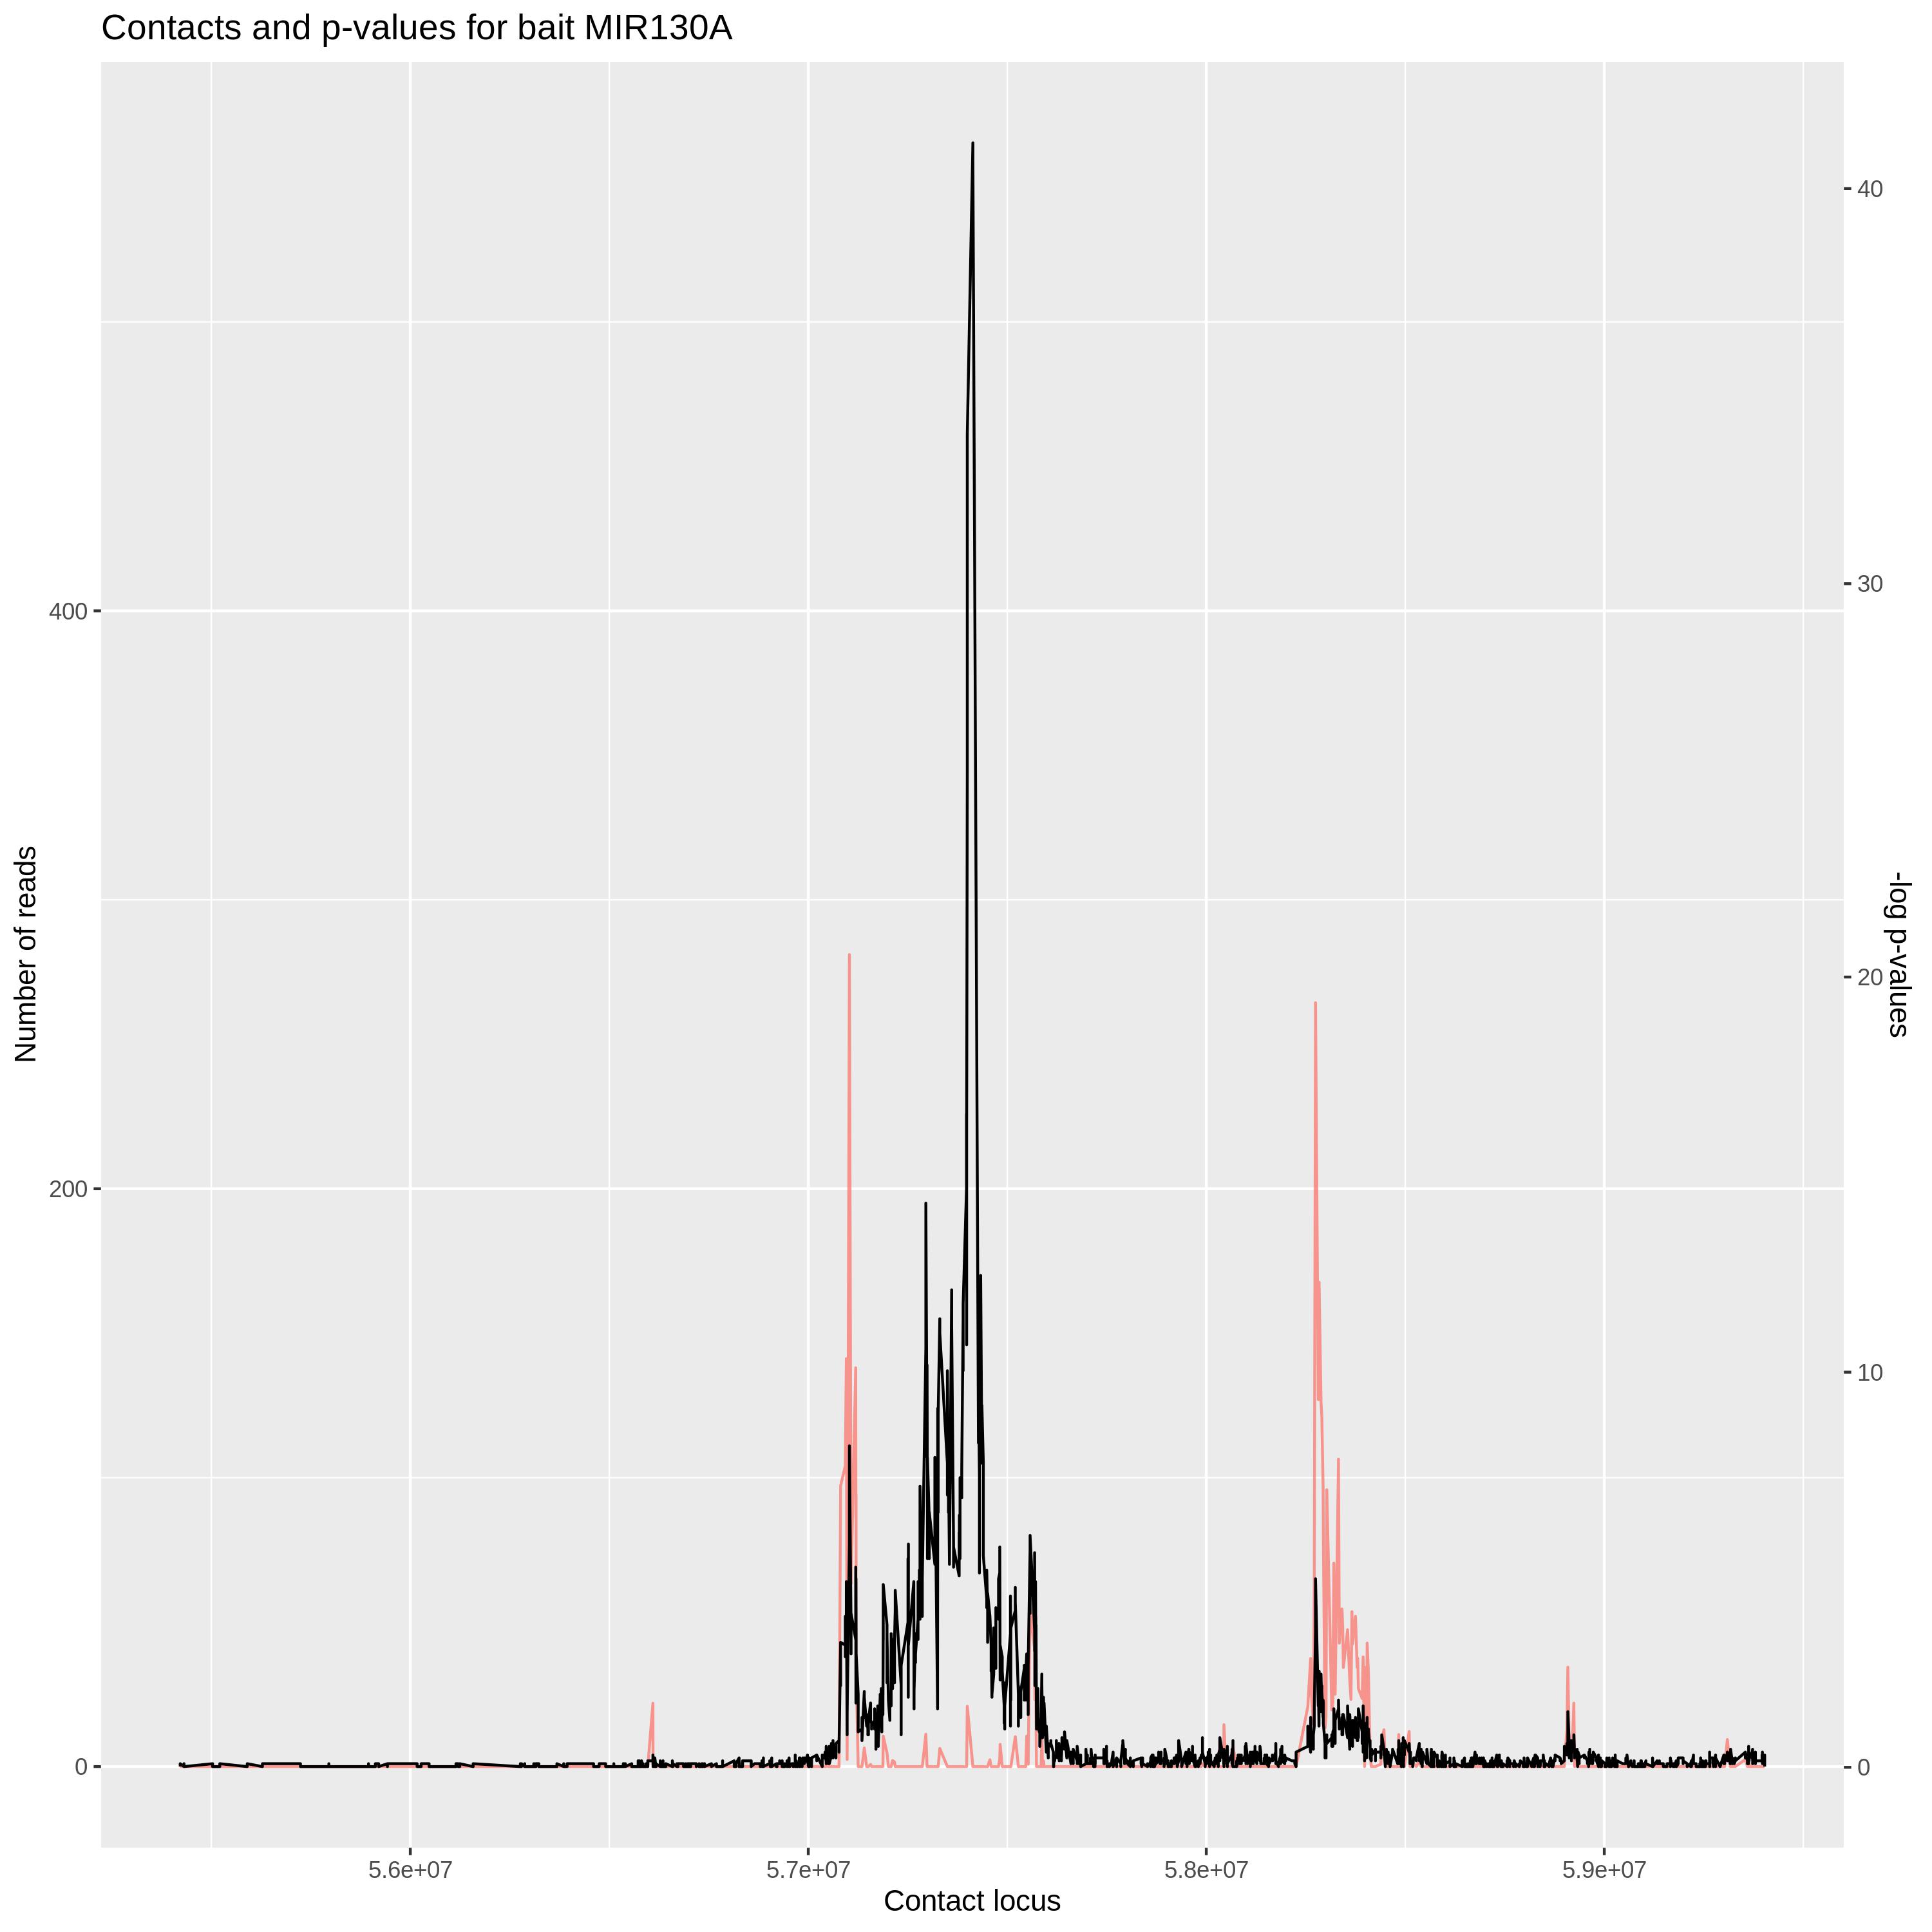 Contacts and p-values for bait MIR130A
400
200
0
Number of reads
40
30
20
10
0
-log p-values
5.6e+07
5.7e+07
5.8e+07
5.9e+07
Contact locus